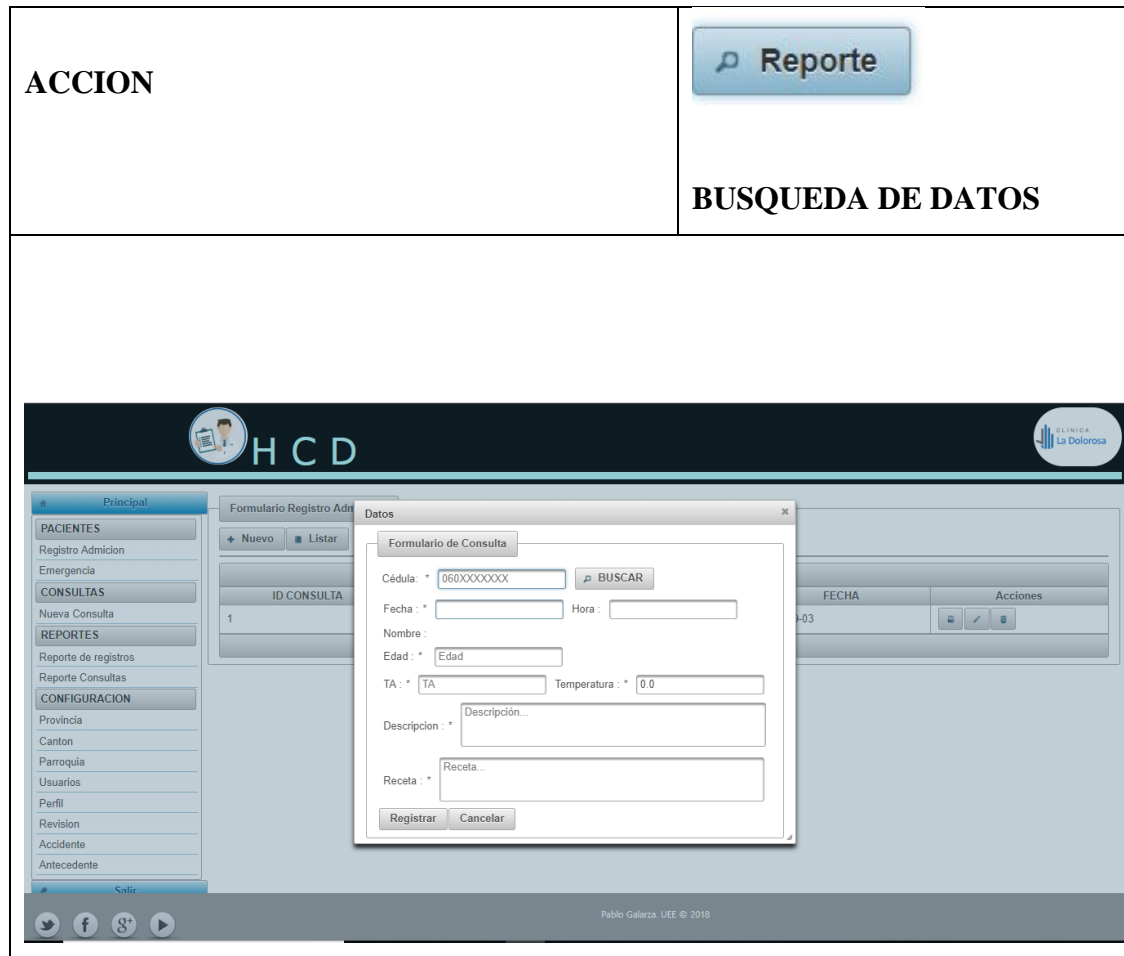 ACCION
Reporte
BUSQUEDA DE DATOS
H C D
CLINICA
La Dolorosa
Principal
PACIENTES
Registro Admicion
Emergencia
CONSULTAS
Nueva Consulta
REPORTES
Reporte de registros
Reporte Consultas
CONFIGURACION
Provincia
Canton
Parroquia
Usuarios
Perfil
Revision
Accidente
Antecedente
Salir
Formulario Registro Adm
Nuevo Listar
ID CONSULTA FECHA Acciones
1 -03
Datos
Formulario de Consulta
Cédula: * 060XXXXXXX BUSCAR
Fecha : * Hora :
Nombre :
Edad : * Edad
TA : * TA Temperatura : * 0.0
Descripcion : * Descripción...
Receta : * Receta...
Registrar Cancelar
Pablo Galarza. UEE © 2018